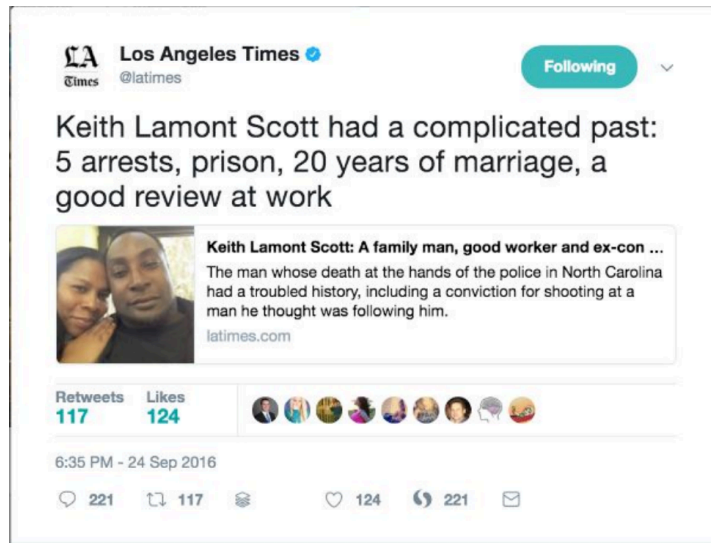 LA Times
Los Angeles Times
@latimes
Following
Keith Lamont Scott had a complicated past:
5 arrests, prison, 20 years of marriage, a
good review at work
Keith Lamont Scott: A family man, good worker and ex-con ...
The man whose death at the hands of the police in North Carolina
had a troubled history, including a conviction for shooting at a
man he thought was following him.
latimes.com
Retweets Likes
117 124
6:35 PM - 24 Sep 2016
221 117 124 221